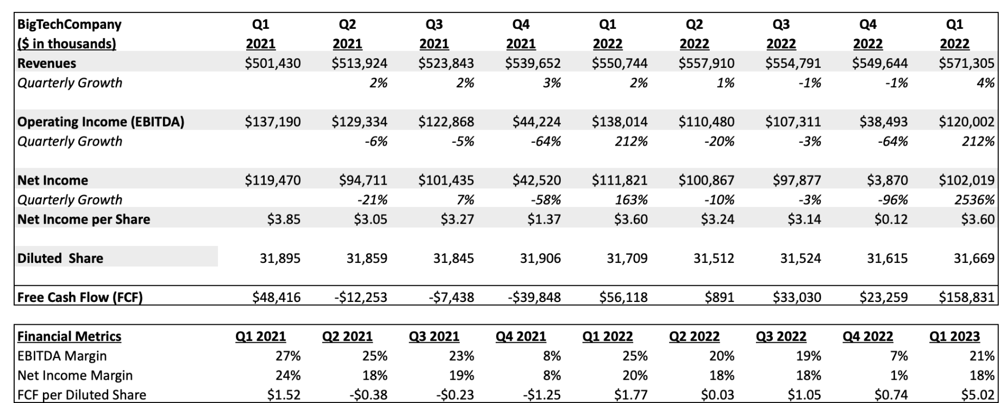 BigTechCompany Q1 Q2 Q3 Q4 Q1 Q2 Q3 Q4 Q1
($ in thousands) 2021 2021 2021 2021 2022 2022 2022 2022 2022
Revenues $501,430 $513,924 $523,843 $539,652 $550,744 $557,910 $554,791 $549,644 $571,305
Quarterly Growth 2% 2% 3% 2% 1% -1% -1% 4%
Operating Income (EBITDA) $137,190 $129,334 $122,868 $44,224 $138,014 $110,480 $107,311 $38,493 $120,002
Quarterly Growth -6% -5% -64% 212% -20% -3% -64% 212%
Net Income $119,470 $94,711 $101,435 $42,520 $111,821 $100,867 $97,877 $3,870 $102,019
Quarterly Growth -21% 7% -58% 163% -10% -3% -96% 2536%
Net Income per Share $3.85 $3.05 $3.27 $1.37 $3.60 $3.24 $3.14 $0.12 $3.60
Diluted Share 31,895 31,859 31,845 31,906 31,709 31,512 31,524 31,615 31,669
Free Cash Flow (FCF) $48,416 -$12,253 -$7,438 -$39,848 $56,118 $891 $33,030 $23,259 $158,831
Financial Metrics Q1 2021 Q2 2021 Q3 2021 Q4 2021 Q1 2022 Q2 2022 Q3 2022 Q4 2022 Q1 2023
EBITDA Margin 27% 25% 23% 8% 25% 20% 19% 7% 21%
Net Income Margin 24% 18% 19% 8% 20% 18% 18% 1% 18%
FCF per Diluted Share $1.52 -$0.38 -$0.23 -$1.25 $1.77 $0.03 $1.05 $0.74 $5.02